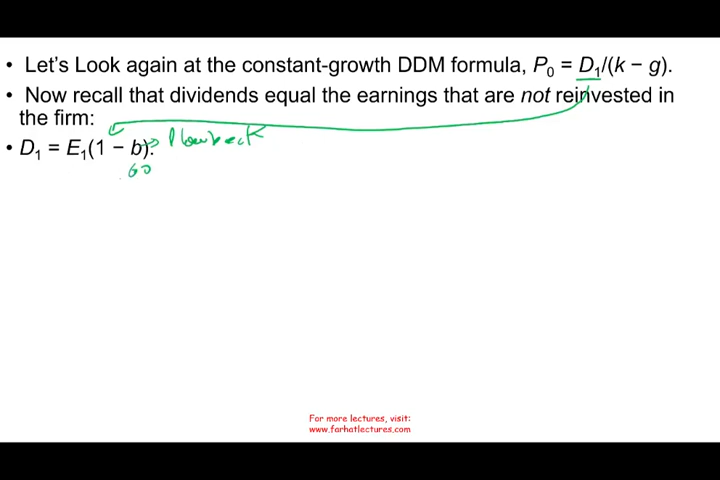 • Let's Look again at the constant-growth DDM formula, P₀ = D₁/(k – g).
• Now recall that dividends equal the earnings that are not reinvested in
the firm:
• D₁ = E₁(1 – b). Plowback
60
For more lectures, visit:
www.farhatlectures.com